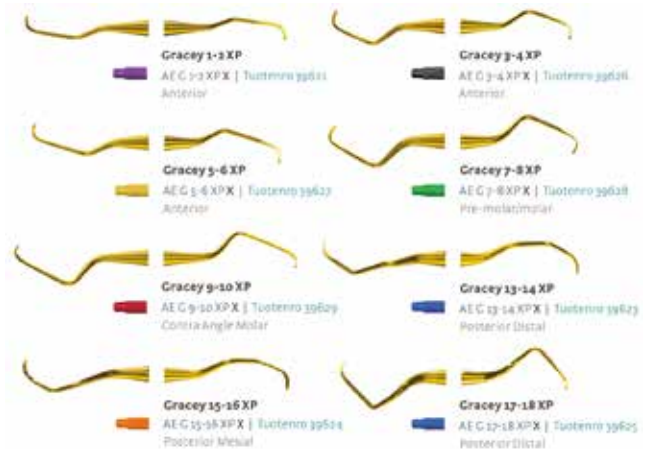 Gracey 1-2 XP
AE G 1-2 XP X | Tuotenro 39621
Anterior
Gracey 3-4 XP
AE G 3-4 XP X | Tuotenro 39626
Anterior
Gracey 5-6 XP
AE G 5-6 XP X | Tuotenro 39627
Anterior
Gracey 7-8 XP
AE G 7-8 XP X | Tuotenro 39628
Pre-molar/molar
Gracey 9-10 XP
AE G 9-10 XP X | Tuotenro 39629
Contra Angle Molar
Gracey 13-14 XP
AE G 13-14 XP X | Tuotenro 39623
Posterior Distal
Gracey 15-16 XP
AE G 15-16 XP X | Tuotenro 39624
Posterior Mesial
Gracey 17-18 XP
AE G 17-18 XP X | Tuotenro 39625
Posterior Distal